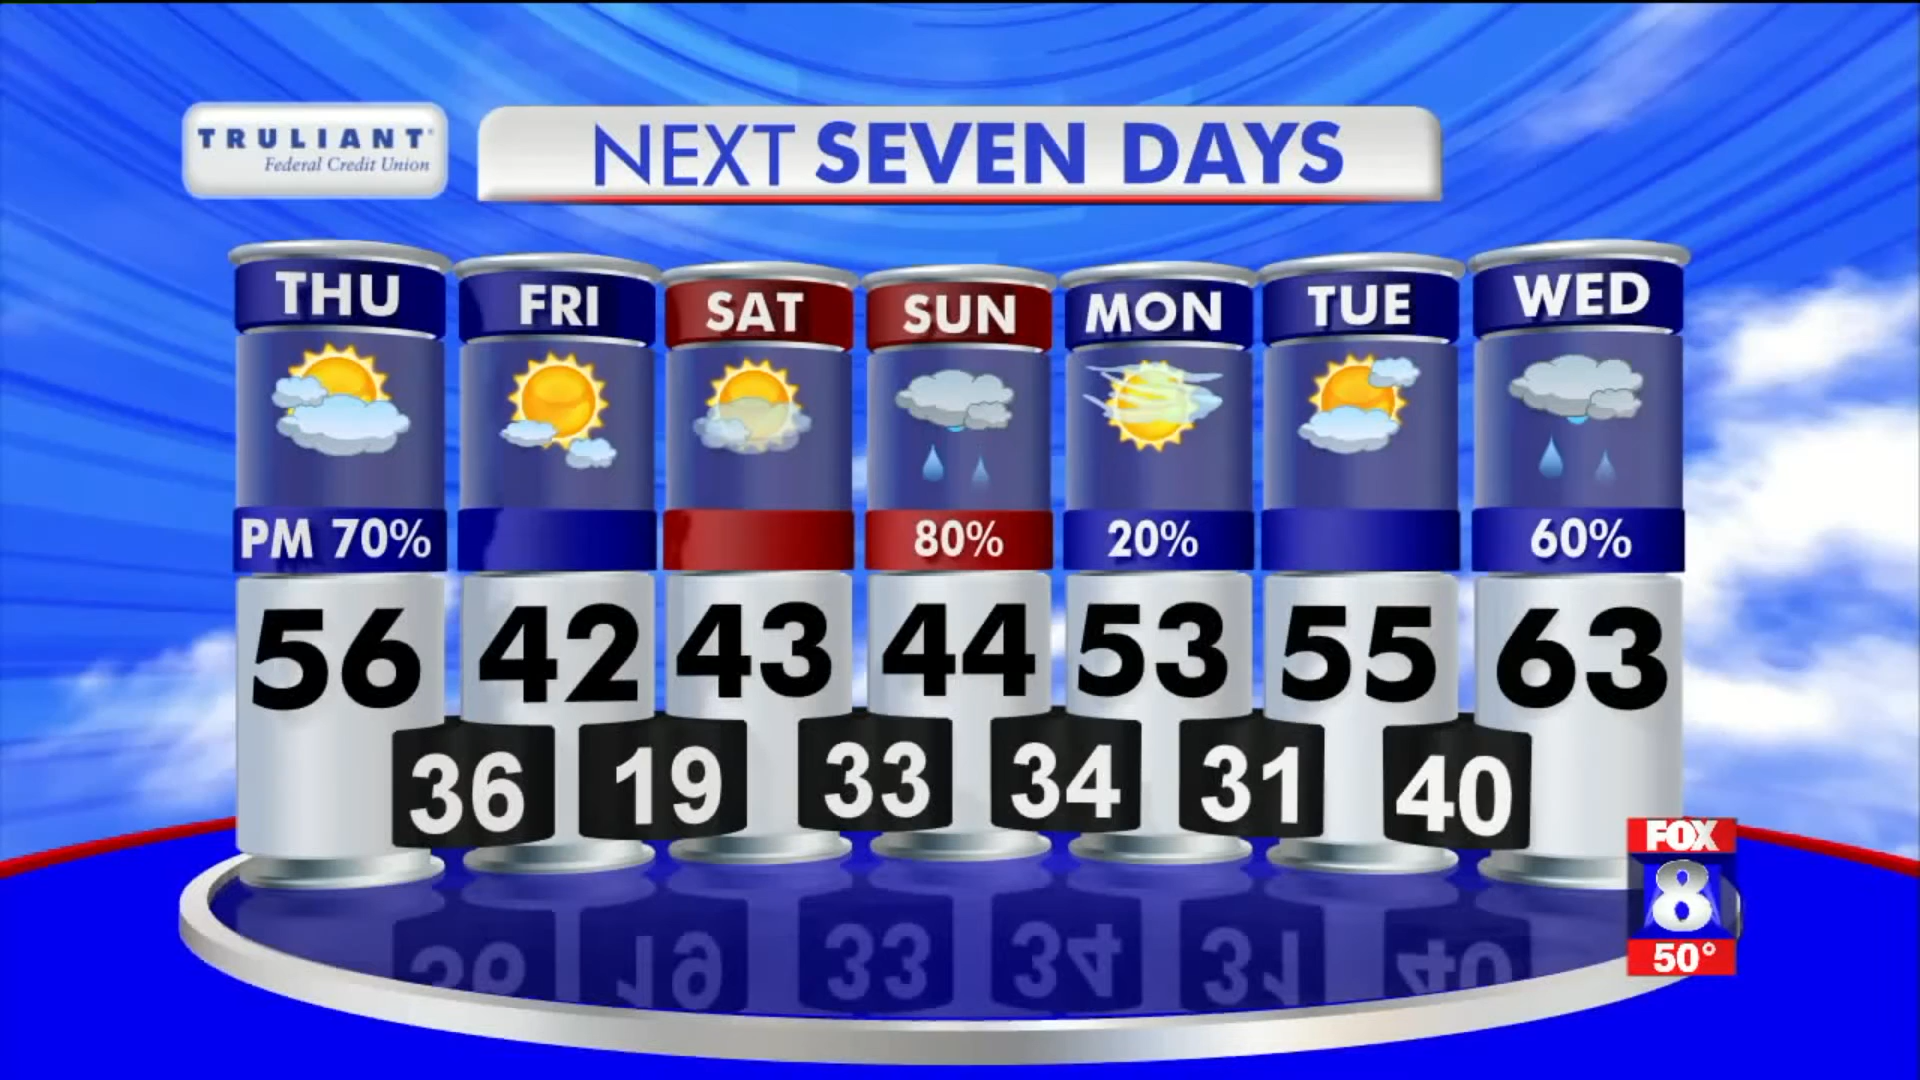 TRULIANT
Federal Credit Union
NEXT SEVEN DAYS
THU FRI SAT SUN MON TUE WED
PM 70% 80% 20% 60%
56 42 43 44 53 55 63
36 19 33 34 31 40
FOX
8
50°